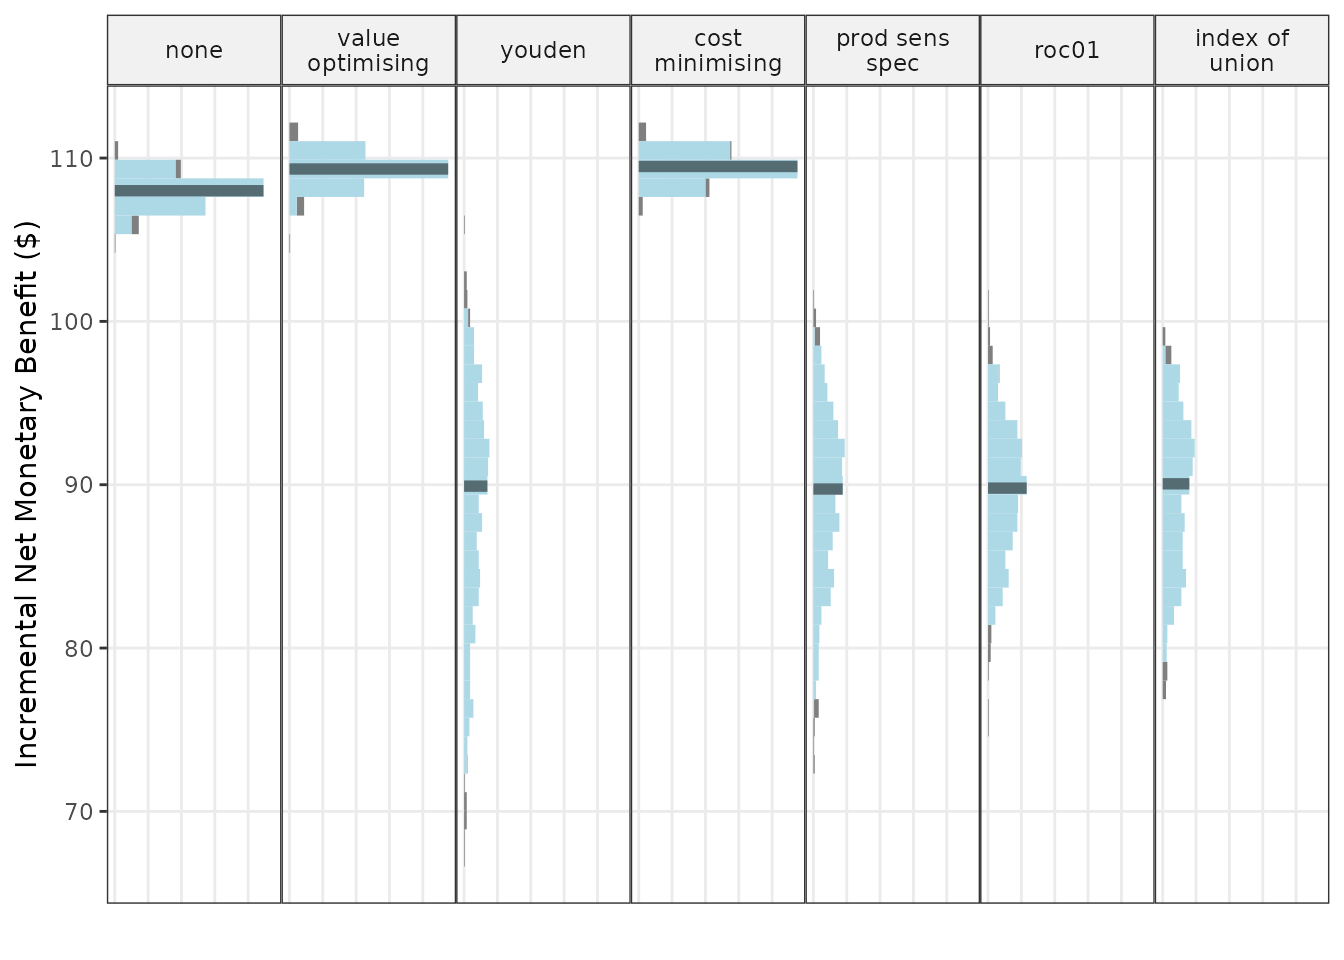 none
value
optimising
youden
cost
minimising
prod sens
spec
roc01
index of
union
Incremental Net Monetary Benefit ($)
110
100
90
80
70